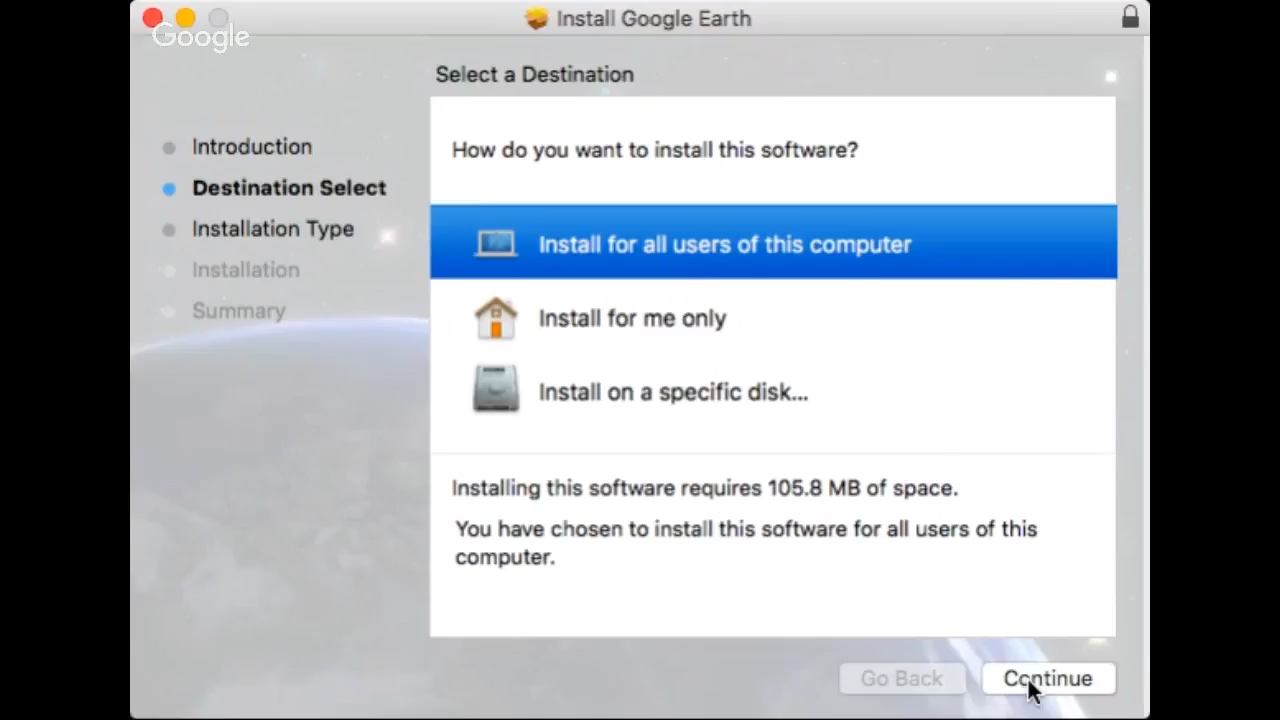 Install Google Earth
Google
Select a Destination
Introduction
Destination Select
Installation Type
Installation
Summary
How do you want to install this software?
Install for all users of this computer
Install for me only
Install on a specific disk...
Installing this software requires 105.8 MB of space.
You have chosen to install this software for all users of this
computer.
Go Back
Continue